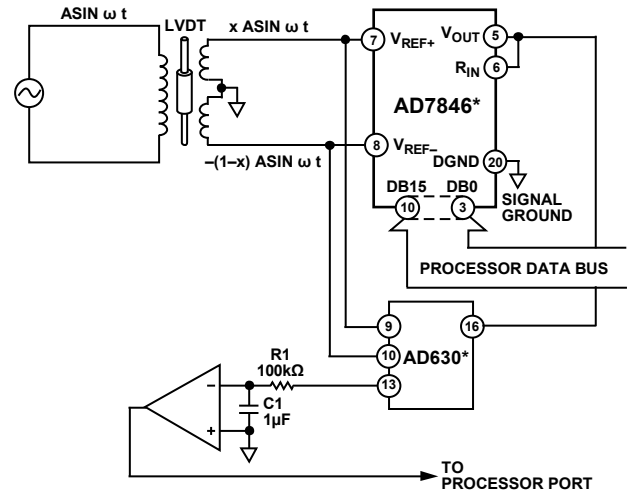 ASIN ω t
LVDT
x ASIN ω t
–(1–x) ASIN ω t
7
VREF+
VOUT
5
RIN
6
AD7846*
8
VREF–
DGND
20
DB15
DB0
10
3
SIGNAL
GROUND
PROCESSOR DATA BUS
9
16
10
AD630*
13
R1
100kΩ
C1
1µF
–
+
TO
PROCESSOR PORT